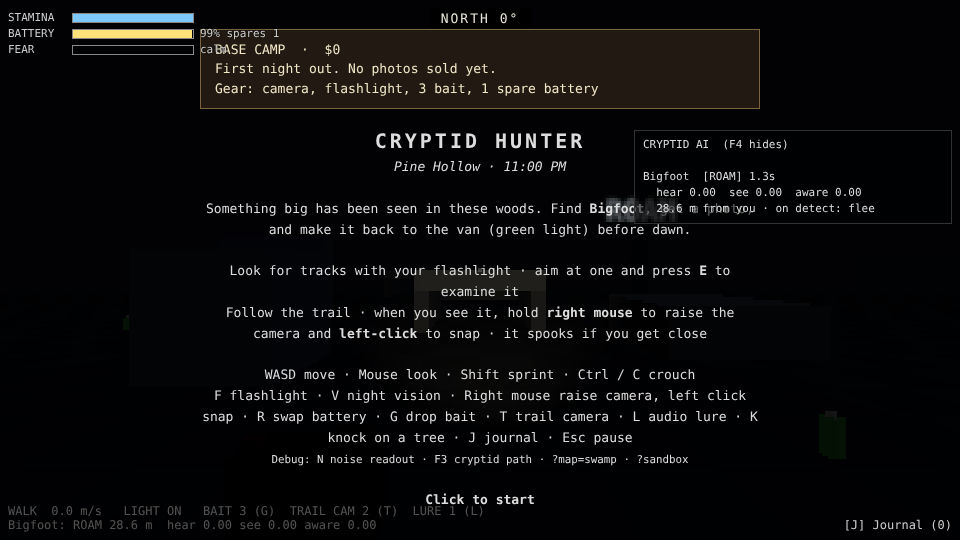 STAMINA
NORTH 0°
BATTERY
99% spares 1
FEAR
BASE CAMP · $0
First night out. No photos sold yet.
Gear: camera, flashlight, 3 bait, 1 spare battery
CRYPTID HUNTER
Pine Hollow · 11:00 PM
CRYPTID AI (F4 hides)
Bigfoot [ROAM] 1.3s
hear 0.00 see 0.00 aware 0.00
28.6 m from you · on detect: flee
Something big has been seen in these woods. Find Bigfoot, photo,
and make it back to the van (green light) before dawn.
Look for tracks with your flashlight · aim at one and press E to
examine it
Follow the trail · when you see it, hold right mouse to raise the
camera and left-click to snap · it spooks if you get close
WASD move · Mouse look · Shift sprint · Ctrl / C crouch
F flashlight · V night vision · Right mouse raise camera, left click
snap · R swap battery · G drop bait · T trail camera · L audio lure · K
knock on a tree · J journal · Esc pause
Debug: N noise readout · F3 cryptid path · ?map=swamp · ?sandbox
Click to start
WALK 0.0 m/s LIGHT ON BAIT 3 (G) TRAIL CAM 2 (T) LURE 1 (L)
Bigfoot: ROAM 28.6 m hear 0.00 see 0.00 aware 0.00
[J] Journal (0)